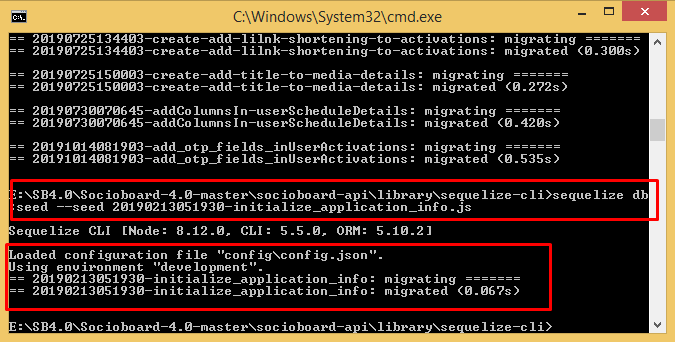 C:\Windows\System32\cmd.exe
== 20190725134403-create-add-lilnk-shortening-to-activations: migrating =======
== 20190725134403-create-add-lilnk-shortening-to-activations: migrated (0.300s)
== 20190725150003-create-add-title-to-media-details: migrating =======
== 20190725150003-create-add-title-to-media-details: migrated (0.272s)
== 20190730070645-addColumnsIn-userScheduleDetails: migrating =======
== 20190730070645-addColumnsIn-userScheduleDetails: migrated (0.420s)
== 20191014081903-add_otp_fields_inUserActivations: migrating =======
== 20191014081903-add_otp_fields_inUserActivations: migrated (0.535s)
E:\SB4.0\Socioboard-4.0-master\socioboard-api\library\sequelize-cli>sequelize db
:seed --seed 20190213051930-initialize_application_info.js
Sequelize CLI [Node: 8.12.0, CLI: 5.5.0, ORM: 5.10.2]
Loaded configuration file "config\config.json".
Using environment "development".
== 20190213051930-initialize_application_info: migrating =======
== 20190213051930-initialize_application_info: migrated (0.067s)
E:\SB4.0\Socioboard-4.0-master\socioboard-api\library\sequelize-cli>